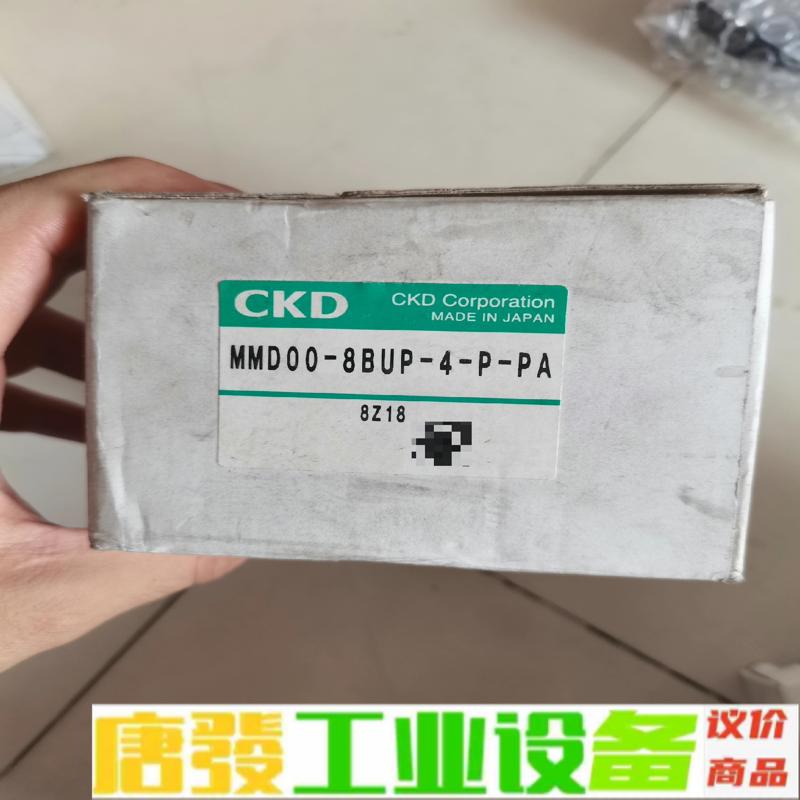 CKD
CKD Corporation
MADE IN JAPAN
MMD00-8BUP-4-P-PA
8Z18
唐發工业设备
议价
商品